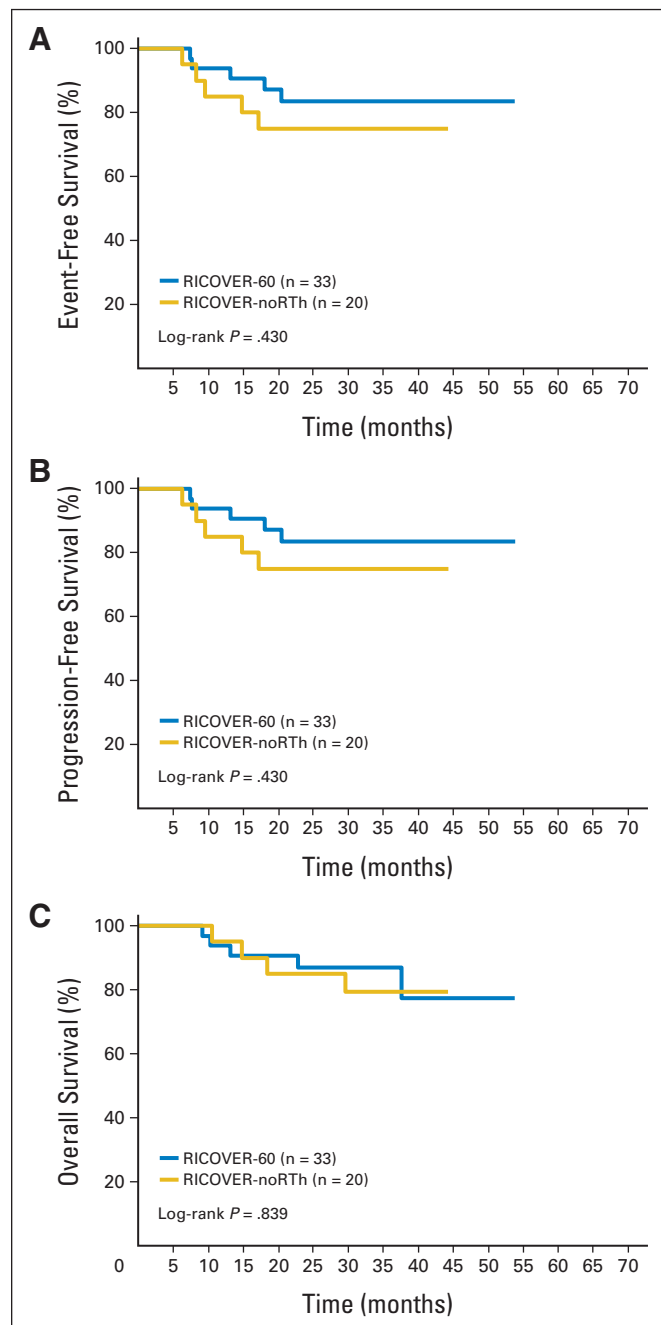 A
Event-Free Survival (%)
100
80
60
40
20
RICOVER-60 (n = 33)
RICOVER-noRTh (n = 20)
Log-rank P = .430
5 10 15 20 25 30 35 40 45 50 55 60 65 70
Time (months)
B
Progression-Free Survival (%)
100
80
60
40
20
RICOVER-60 (n = 33)
RICOVER-noRTh (n = 20)
Log-rank P = .430
5 10 15 20 25 30 35 40 45 50 55 60 65 70
Time (months)
C
Overall Survival (%)
100
80
60
40
20
RICOVER-60 (n = 33)
RICOVER-noRTh (n = 20)
Log-rank P = .839
0 5 10 15 20 25 30 35 40 45 50 55 60 65 70
Time (months)